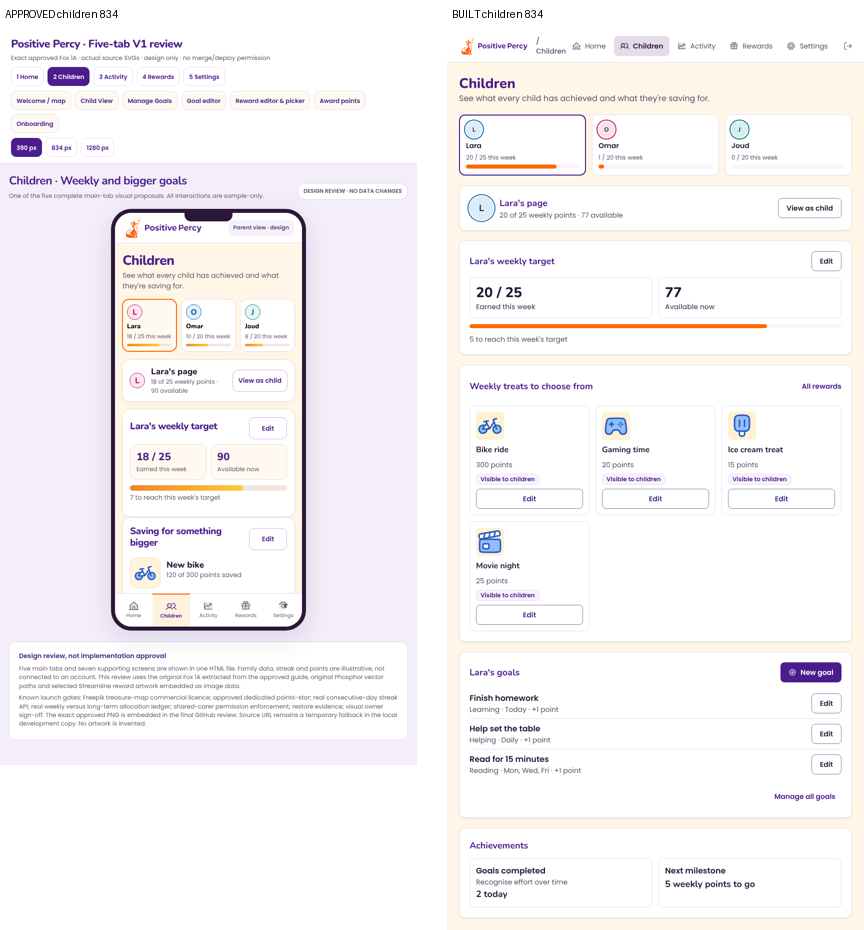 APPROVED children 834
Positive Percy · Five-tab V1 review
Exact approved Fox 1A · actual source SVGs · design only · no merge/deploy permission
1 Home
2 Children
3 Activity
4 Rewards
5 Settings
Welcome / map
Child View
Manage Goals
Goal editor
Reward editor & picker
Award points
Onboarding
390 px
834 px
1280 px
Children · Weekly and bigger goals
One of the five complete main-tab visual proposals. All interactions are sample-only.
DESIGN REVIEW · NO DATA CHANGES
Positive Percy
Parent view · design
Children
See what every child has achieved and what
they're saving for.
L
Lara
18 / 25 this week
O
Omar
10 / 20 this week
J
Joud
8 / 20 this week
L
Lara's page
18 of 25 weekly points ·
90 available
View as child
Lara's weekly target
Edit
18 / 25
Earned this week
90
Available now
7 to reach this week's target
Saving for something
bigger
Edit
New bike
120 of 300 points saved
Home
Children
Activity
Rewards
Settings
Design review, not implementation approval
Five main tabs and seven supporting screens are shown in one HTML file. Family data, streak and points are illustrative, not
connected to an account. This review uses the original Fox 1A extracted from the approved guide, original Phosphor vector
paths and selected Streamline reward artwork embedded as image data.
Known launch gates: Freepik treasure-map commercial licence; approved dedicated points-star; real consecutive-day streak
API; real weekly versus long-term allocation ledger; shared-carer permission enforcement; restore evidence; visual owner
sign-off. The exact approved PNG is embedded in the final GitHub review. Source URL remains a temporary fallback in the local
development copy. No artwork is invented.
BUILT children 834
Positive Percy
/
Children
Home
Children
Activity
Rewards
Settings
Children
See what every child has achieved and what they're saving for.
L
Lara
20 / 25 this week
O
Omar
1 / 20 this week
J
Joud
0 / 20 this week
L
Lara's page
20 of 25 weekly points · 77 available
View as child
Lara's weekly target
Edit
20 / 25
Earned this week
77
Available now
5 to reach this week's target
Weekly treats to choose from
All rewards
Bike ride
300 points
Visible to children
Edit
Gaming time
20 points
Visible to children
Edit
Ice cream treat
15 points
Visible to children
Edit
Movie night
25 points
Visible to children
Edit
Lara's goals
New goal
Finish homework
Learning · Today · +1 point
Edit
Help set the table
Helping · Daily · +1 point
Edit
Read for 15 minutes
Reading · Mon, Wed, Fri · +1 point
Edit
Manage all goals
Achievements
Goals completed
Recognise effort over time
2 today
Next milestone
5 weekly points to go